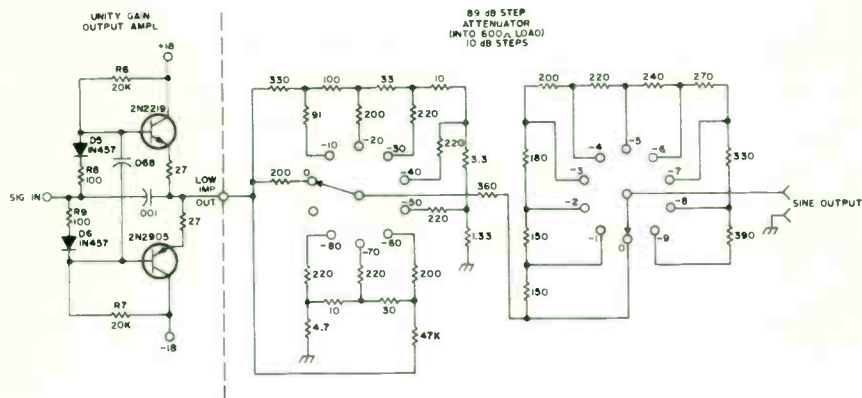 UNITY GAIN
OUTPUT AMPL
89 dB STEP
ATTENUATOR
(INTO 600Ω LOAD)
10 dB STEPS
+18
R6
20K
2N2219
D5
IN457
R8
100
.068
27
SIG IN
.001
LOW
IMP
OUT
R9
100
D6
IN457
27
2N2905
R7
20K
-18
330
100
33
10
91
200
220
220
-10
-20
-30
-40
3.3
200
0
360
-50
220
1.33
-80
-70
-60
220
220
200
10
30
4.7
47K
200
220
240
270
180
-4
-5
-6
330
-3
-7
-2
-8
150
-1
0
-9
390
150
SINE OUTPUT